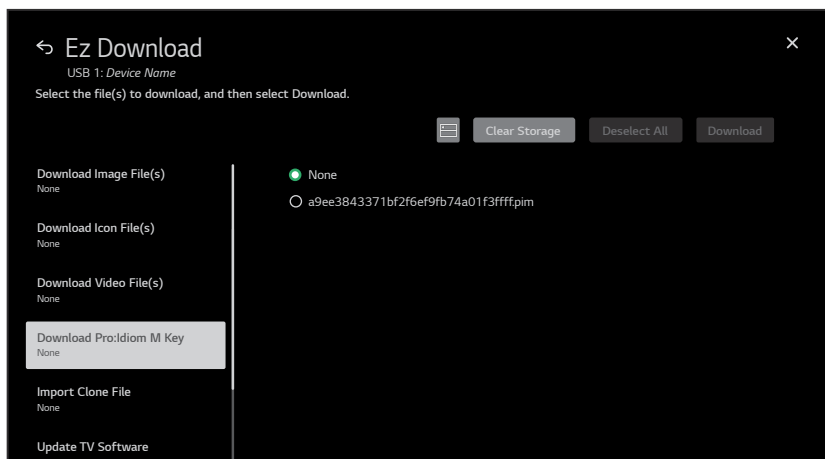 Ez Download
USB 1: Device Name
Select the file(s) to download, and then select Download.
Clear Storage Deselect All Download
Download Image File(s)
None
Download Icon File(s)
None
Download Video File(s)
None
Download Pro:Idiom M Key
None
Import Clone File
None
Update TV Software
None
a9ee3843371bf2f6ef9fb74a01f3ffff.pim